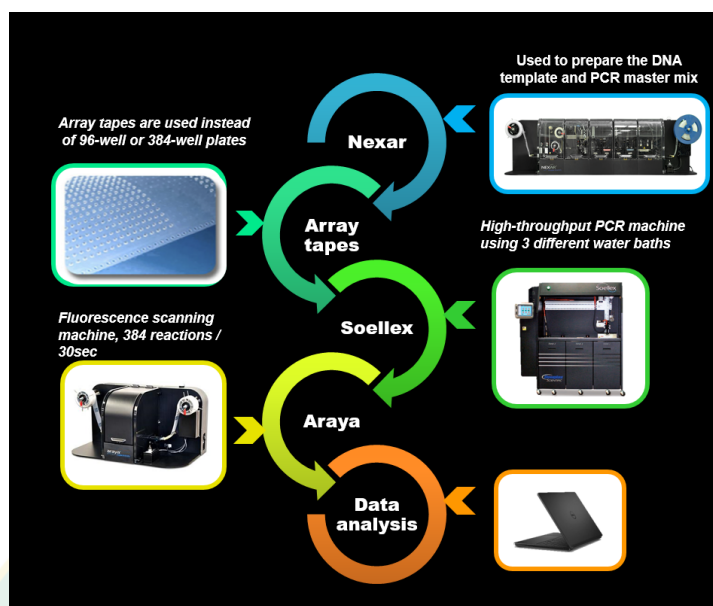 Used to prepare the DNA
template and PCR master mix
Nexar
Array tapes are used instead
of 96-well or 384-well plates
Array
tapes
High-throughput PCR machine
using 3 different water baths
Soellex
Soellex
Fluorescence scanning
machine, 384 reactions /
30sec
Araya
Data
analysis